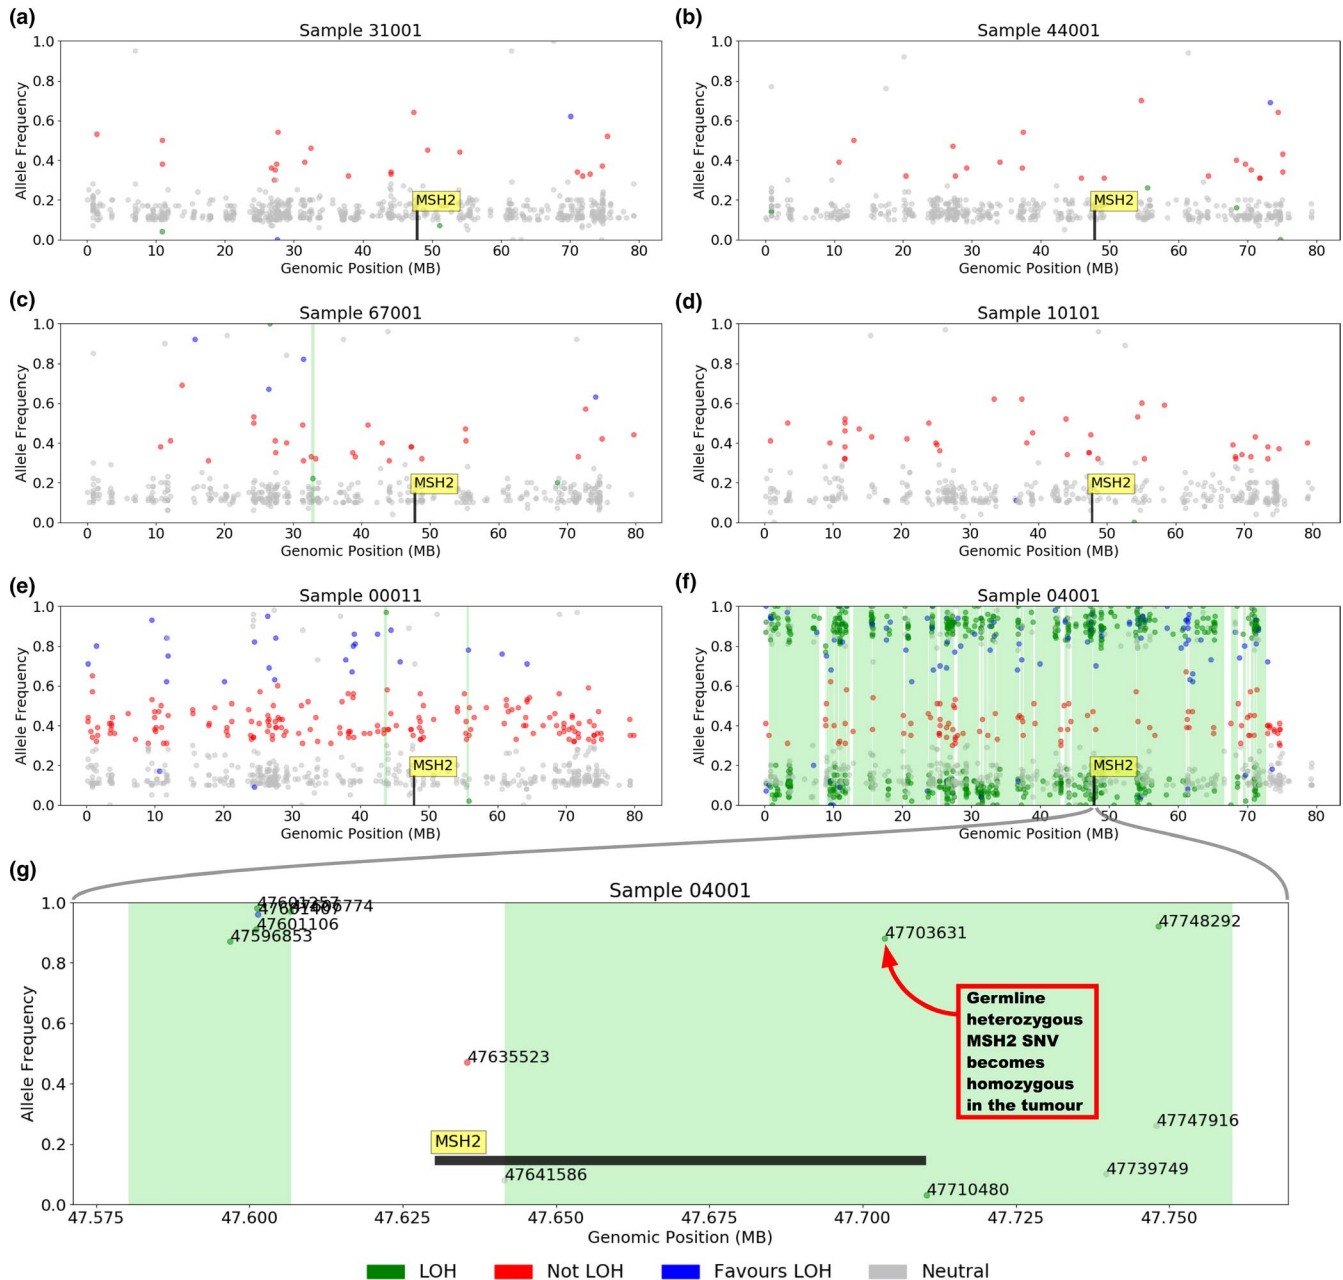 (a)
Sample 31001
1.0
0.8
0.6
0.4
0.2
0.0
Allele Frequency
MSH2
0 10 20 30 40 50 60 70 80
Genomic Position (MB)
(b)
Sample 44001
1.0
0.8
0.6
0.4
0.2
0.0
Allele Frequency
MSH2
0 10 20 30 40 50 60 70 80
Genomic Position (MB)
(c)
Sample 67001
1.0
0.8
0.6
0.4
0.2
0.0
Allele Frequency
MSH2
0 10 20 30 40 50 60 70 80
Genomic Position (MB)
(d)
Sample 10101
1.0
0.8
0.6
0.4
0.2
0.0
Allele Frequency
MSH2
0 10 20 30 40 50 60 70 80
Genomic Position (MB)
(e)
Sample 00011
1.0
0.8
0.6
0.4
0.2
0.0
Allele Frequency
MSH2
0 10 20 30 40 50 60 70 80
Genomic Position (MB)
(f)
Sample 04001
1.0
0.8
0.6
0.4
0.2
0.0
Allele Frequency
MSH2
0 10 20 30 40 50 60 70 80
Genomic Position (MB)
(g)
Sample 04001
1.0
0.8
0.6
0.4
0.2
0.0
Allele Frequency
47601106
47596853
47703631
47748292
Germline
heterozygous
MSH2 SNV
becomes
homozygous
in the tumour
47635523
MSH2
47641586
47747916
47739749
47710480
47.575 47.600 47.625 47.650 47.675 47.700 47.725 47.750
Genomic Position (MB)
LOH Not LOH Favours LOH Neutral